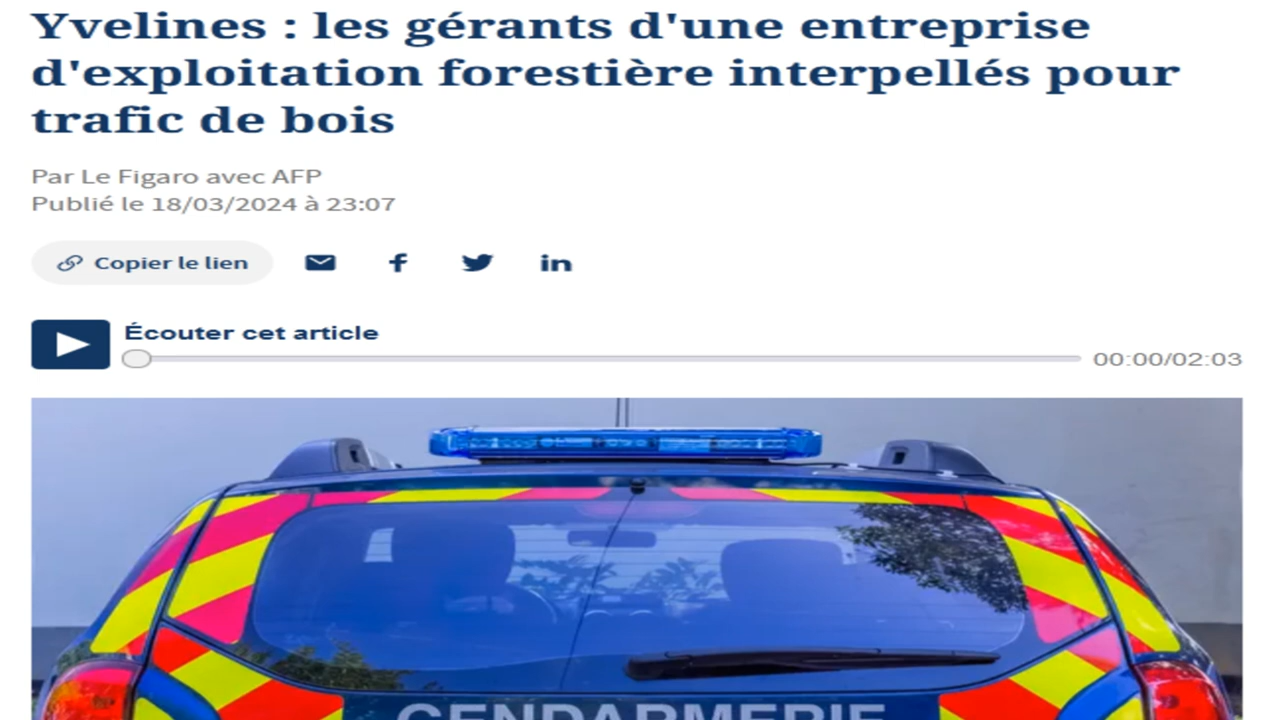 Yvelines : les gérants d'une entreprise
d'exploitation forestière interpellés pour
trafic de bois
Par Le Figaro avec AFP
Publié le 18/03/2024 à 23:07
Copier le lien
Écouter cet article
00:00/02:03
GENDARMERIE